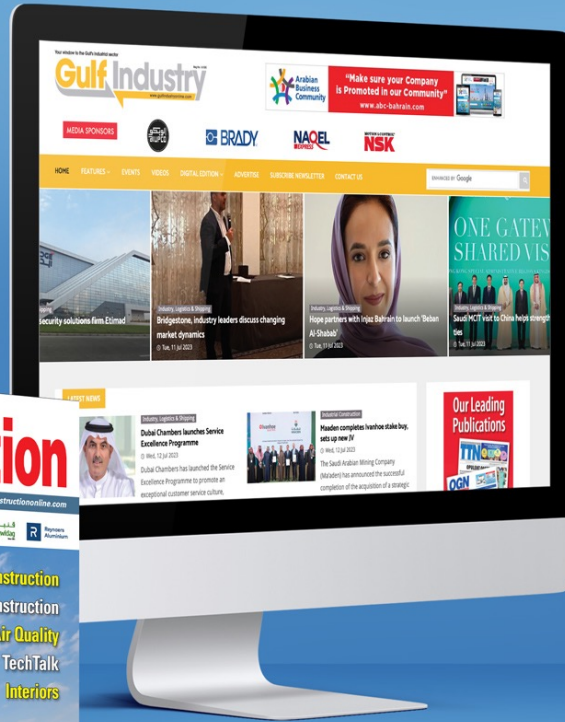 Your window to the Gulf's industrial sector
Gulf Industry
www.gulfindustryonline.com
Arabian
Business
Community
"Make sure your Company
is Promoted in our Community"
www.abc-bahrain.com
MEDIA SPONSORS
BRADY
NAQEL
EXPRESS
NSK
HOME FEATURES EVENTS VIDEOS DIGITAL EDITION ADVERTISE SUBSCRIBE NEWSLETTER CONTACT US
ENHANCED BY Google
ONE GATEW
SHARED VIS
security solutions firm Etimad
Industry, Logistics & Shipping
Bridgestone, industry leaders discuss changing
market dynamics
Tue, 11 Jul 2023
Industry, Logistics & Shipping
Hope partners with Injaz Bahrain to launch 'Beban
Al-Shabab'
Tue, 11 Jul 2023
Industry, Logistics & Shipping
Saudi MCIT visit to China helps strength
ties
Tue, 11 Jul 2023
LATEST NEWS
Industry, Logistics & Shipping
Dubai Chambers launches Service
Excellence Programme
Wed, 12 Jul 2023
Dubai Chambers has launched the Service
Excellence Programme to promote an
exceptional customer service culture,
Industrial Construction
Maaden completes Ivanhoe stake buy,
sets up new JV
Wed, 12 Jul 2023
The Saudi Arabian Mining Company
(Ma'aden) has announced the successful
completion of the acquisition of a strategic
Our Leading
Publications
TTN
OGN
tion
structiononline.com
Reynaers
Aluminium
nstruction
nstruction
Air Quality
TechTalk
Interiors